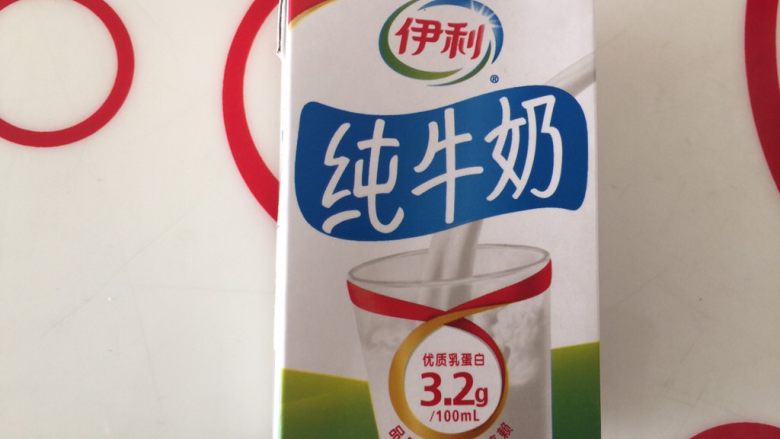 伊利
®
纯牛奶
优质乳蛋白
3.2g
/100mL